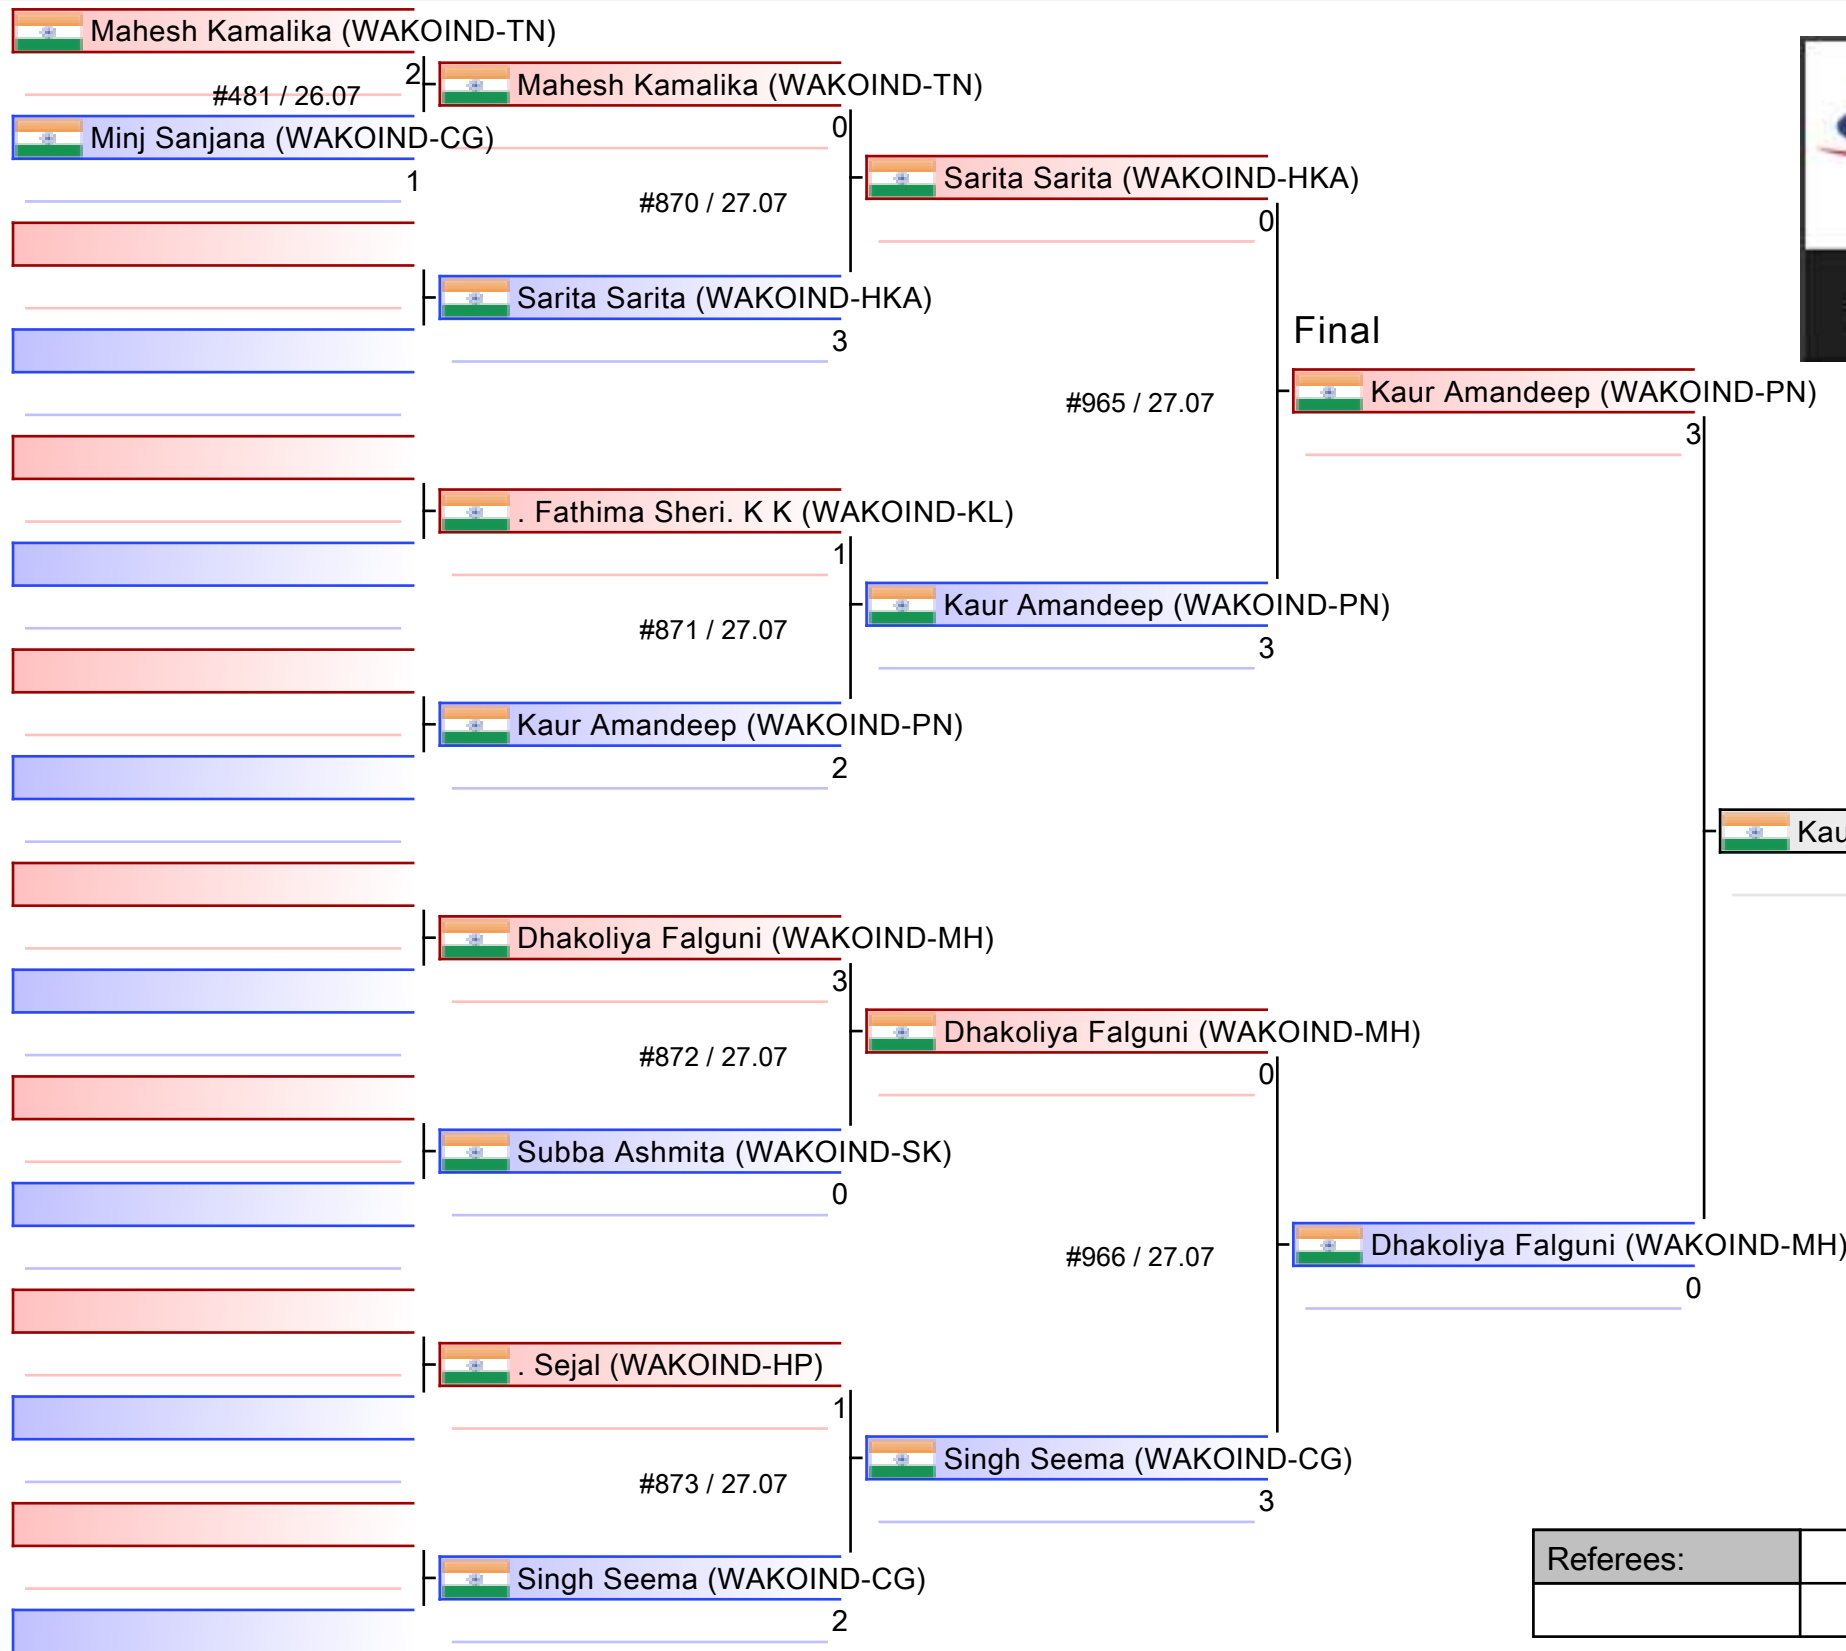 Mahesh Kamalika (WAKOIND-TN)
2
#481 / 26.07
Minj Sanjana (WAKOIND-CG)
1
Mahesh Kamalika (WAKOIND-TN)
0
#870 / 27.07
Sarita Sarita (WAKOIND-HKA)
3
. Fathima Sheri. K K (WAKOIND-KL)
1
#871 / 27.07
Kaur Amandeep (WAKOIND-PN)
2
Dhakoliya Falguni (WAKOIND-MH)
3
#872 / 27.07
Subba Ashmita (WAKOIND-SK)
0
. Sejal (WAKOIND-HP)
1
#873 / 27.07
Singh Seema (WAKOIND-CG)
2
Sarita Sarita (WAKOIND-HKA)
0
#965 / 27.07
Kaur Amandeep (WAKOIND-PN)
3
Dhakoliya Falguni (WAKOIND-MH)
0
#966 / 27.07
Singh Seema (WAKOIND-CG)
3
Final
Kaur Amandeep (WAKOIND-PN)
3
Dhakoliya Falguni (WAKOIND-MH)
0
Kau
Referees: